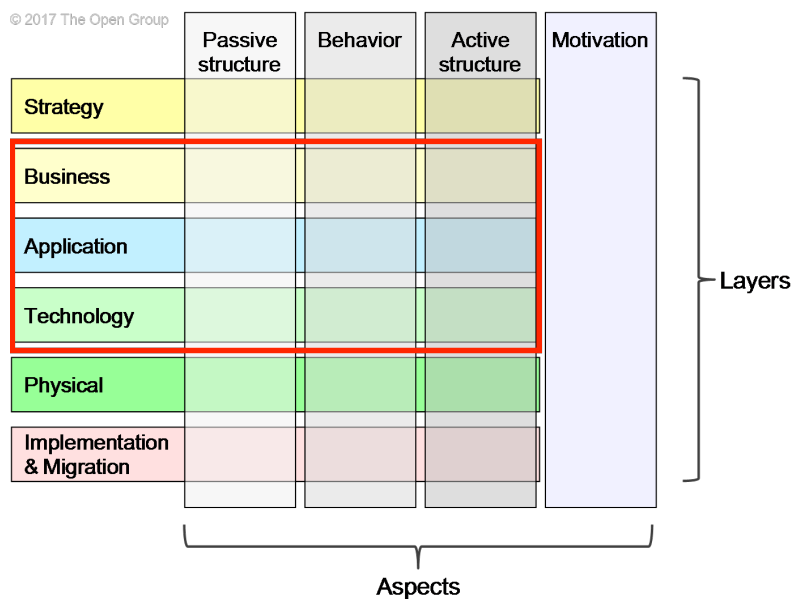 © 2017 The Open Group
Passive
structure
Behavior
Active
structure
Motivation
Strategy
Business
Application
Technology
Physical
Implementation
& Migration
Layers
Aspects